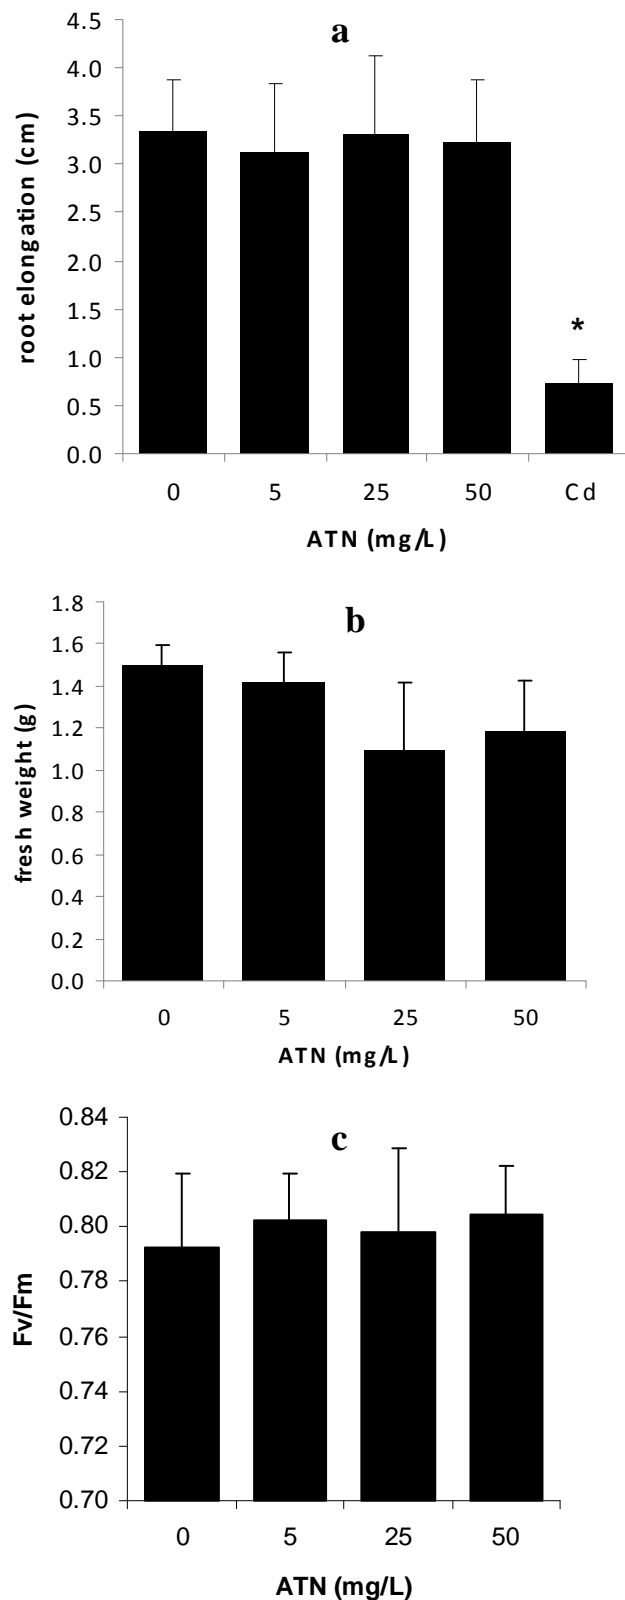 a
4.5
4.0
3.5
3.0
2.5
2.0
1.5
1.0
0.5
0.0
root elongation (cm)
*
0 5 25 50 Cd
ATN (mg/L)
b
1.8
1.6
1.4
1.2
1.0
0.8
0.6
0.4
0.2
0.0
fresh weight (g)
0 5 25 50
ATN (mg/L)
c
0.84
0.82
0.80
0.78
0.76
0.74
0.72
0.70
Fv/Fm
0 5 25 50
ATN (mg/L)